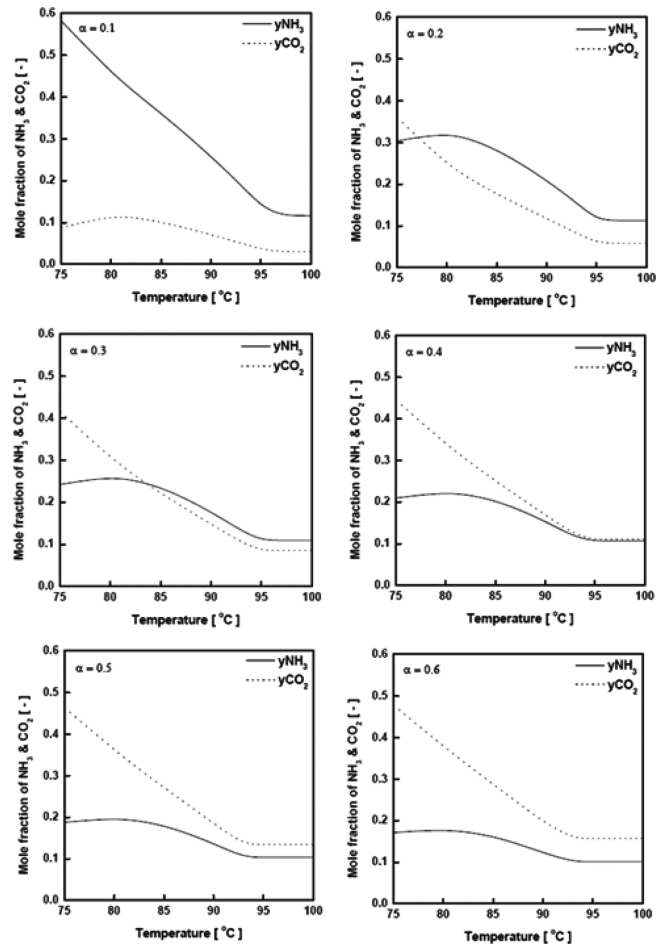 α = 0.1
yNH₃
yCO₂
Mole fraction of NH₃ & CO₂ [ - ]
0.6
0.5
0.4
0.3
0.2
0.1
0.0
75 80 85 90 95 100
Temperature [ °C ]
α = 0.2
yNH₃
yCO₂
Mole fraction of NH₃ & CO₂ [ - ]
0.6
0.5
0.4
0.3
0.2
0.1
0.0
75 80 85 90 95 100
Temperature [ °C ]
α = 0.3
yNH₃
yCO₂
Mole fraction of NH₃ & CO₂ [ - ]
0.6
0.5
0.4
0.3
0.2
0.1
0.0
75 80 85 90 95 100
Temperature [ °C ]
α = 0.4
yNH₃
yCO₂
Mole fraction of NH₃ & CO₂ [ - ]
0.6
0.5
0.4
0.3
0.2
0.1
0.0
75 80 85 90 95 100
Temperature [ °C ]
α = 0.5
yNH₃
yCO₂
Mole fraction of NH₃ & CO₂ [ - ]
0.6
0.5
0.4
0.3
0.2
0.1
0.0
75 80 85 90 95 100
Temperature [ °C ]
α = 0.6
yNH₃
yCO₂
Mole fraction of NH₃ & CO₂ [ - ]
0.6
0.5
0.4
0.3
0.2
0.1
0.0
75 80 85 90 95 100
Temperature [ °C ]